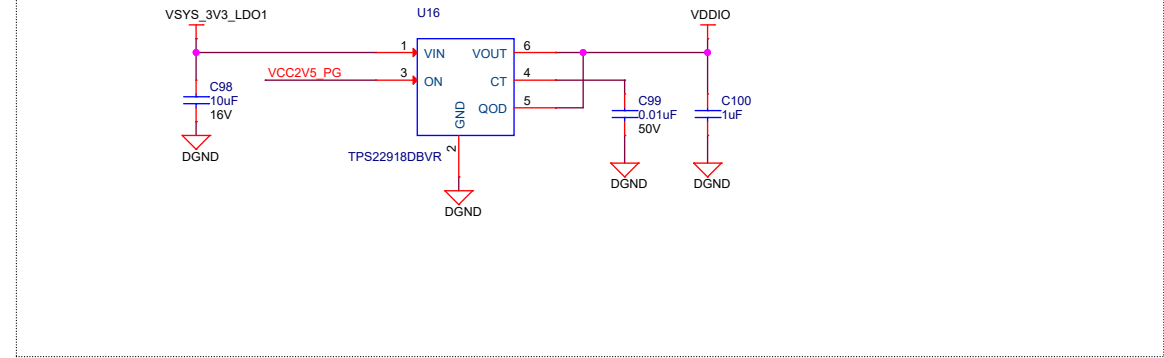 VSYS_3V3_LDO1
U16
VDDIO
1
VIN
VOUT
6
VCC2V5_PG
3
ON
CT
4
QOD
5
GND
2
C98
10uF
16V
C99
0.01uF
50V
C100
1uF
DGND
TPS22918DBVR
DGND
DGND
DGND